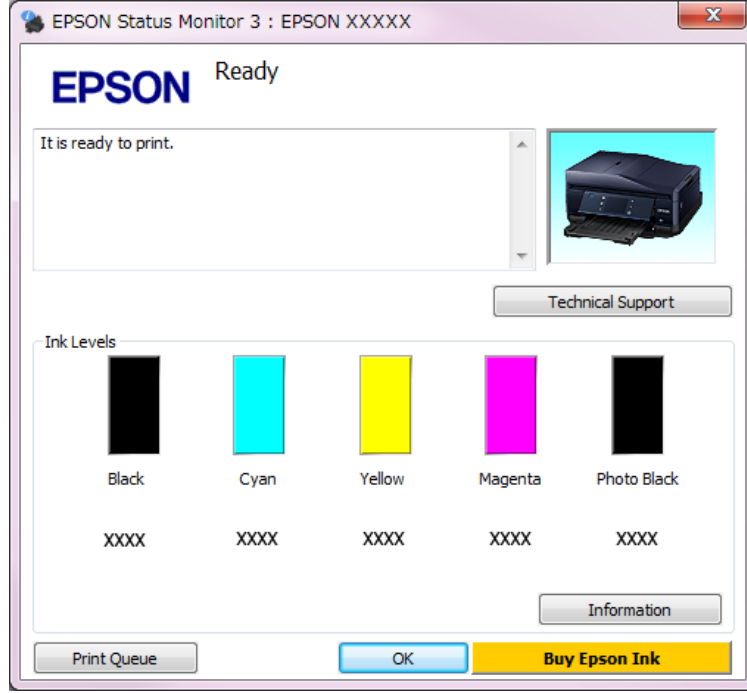 EPSON Status Monitor 3 : EPSON XXXXX
EPSON
Ready
It is ready to print.
Technical Support
Ink Levels
Black Cyan Yellow Magenta Photo Black
XXXX XXXX XXXX XXXX XXXX
Information
Print Queue OK Buy Epson Ink